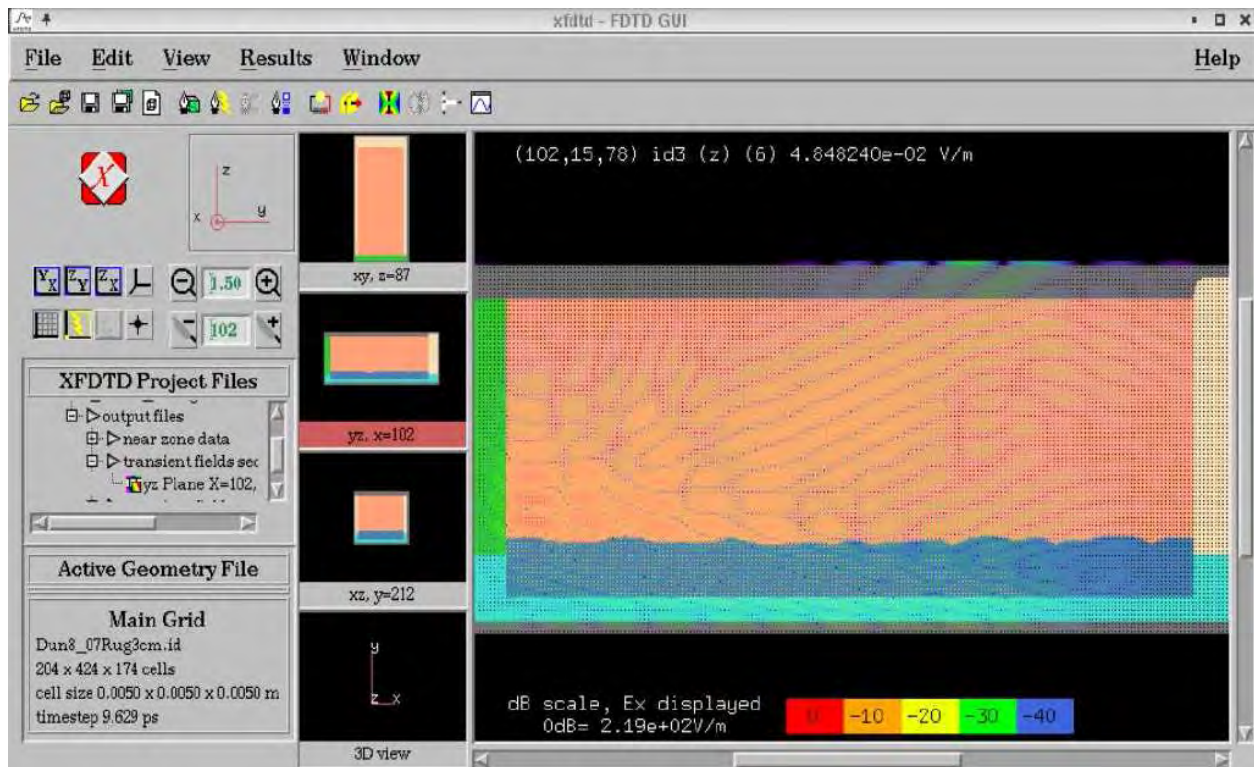 xfdtd - FDTD GUI
File Edit View Results Window Help
X
z
x y
Y X Z Y Z X 1.50
102
XFDTD Project Files
output files
near zone data
transient fields sec
yz Plane X=102,
Active Geometry File
Main Grid
Dun8_07Rug3cm.id
204 x 424 x 174 cells
cell size 0.0050 x 0.0050 x 0.0050 m
timestep 9.629 ps
xy, z=87
yz, x=102
xz, y=212
y
z x
3D view
(102,15,78) id3 (z) (6) 4.848240e-02 V/m
dB scale, Ex displayed
0dB= 2.19e+02V/m
0 -10 -20 -30 -40